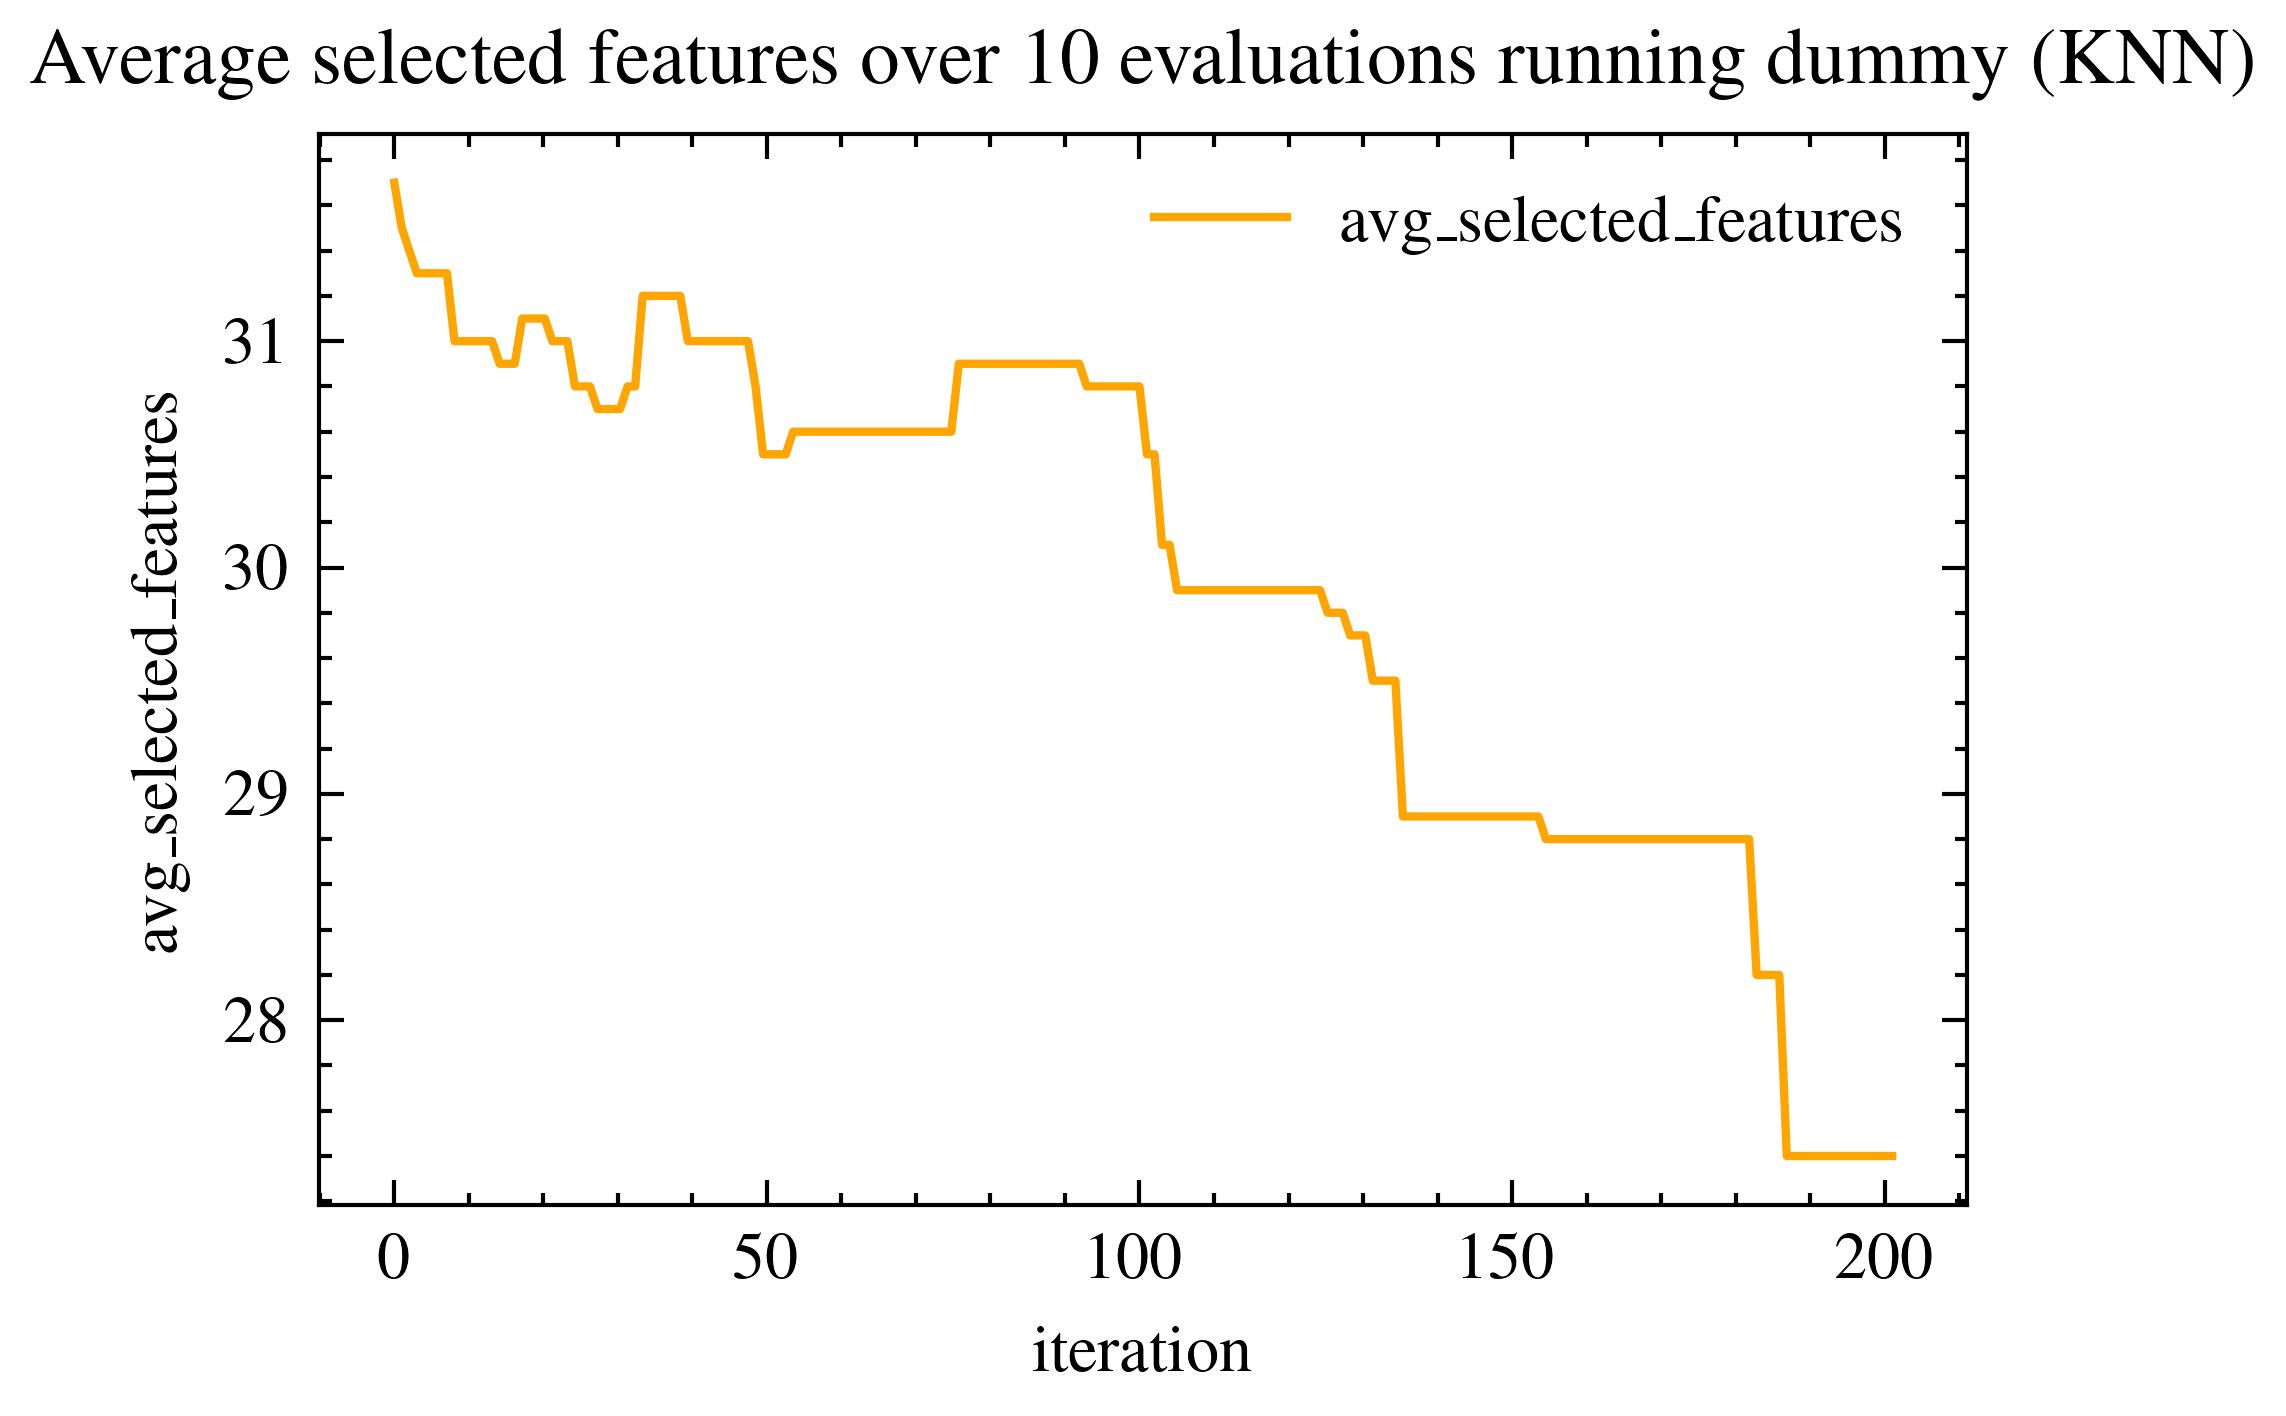 Average selected features over 10 evaluations running dummy (KNN)
avg_selected_features
avg_selected_features
31
30
29
28
0 50 100 150 200
iteration